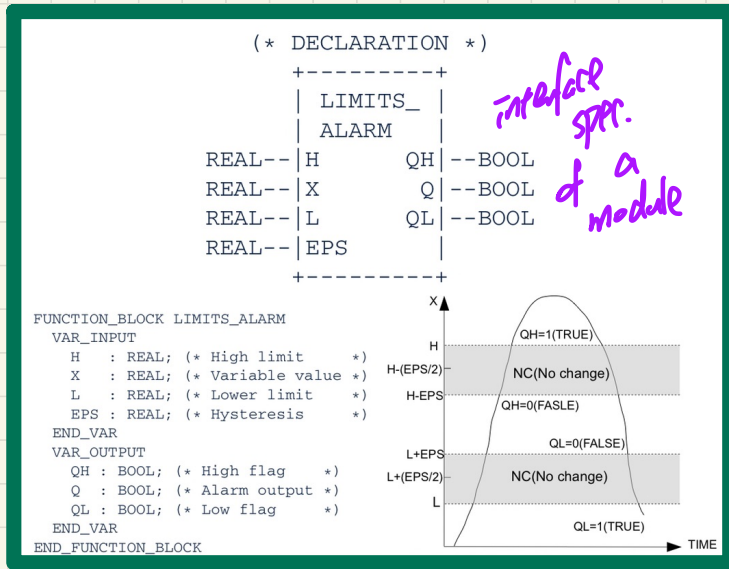 (* DECLARATION *)
+---------+
| LIMITS_ |
| ALARM |
REAL--|H QH|--BOOL
REAL--|X Q|--BOOL
REAL--|L QL|--BOOL
REAL--|EPS |
+---------+
interface
spec.
of a
module
FUNCTION_BLOCK LIMITS_ALARM
VAR_INPUT
H : REAL; (* High limit *)
X : REAL; (* Variable value *)
L : REAL; (* Lower limit *)
EPS : REAL; (* Hysteresis *)
END_VAR
VAR_OUTPUT
QH : BOOL; (* High flag *)
Q : BOOL; (* Alarm output *)
QL : BOOL; (* Low flag *)
END_VAR
END_FUNCTION_BLOCK
X
QH=1(TRUE)
H
H-(EPS/2)
NC(No change)
H-EPS
QH=0(FASLE)
QL=0(FALSE)
L+EPS
L+(EPS/2)
NC(No change)
L
QL=1(TRUE)
TIME